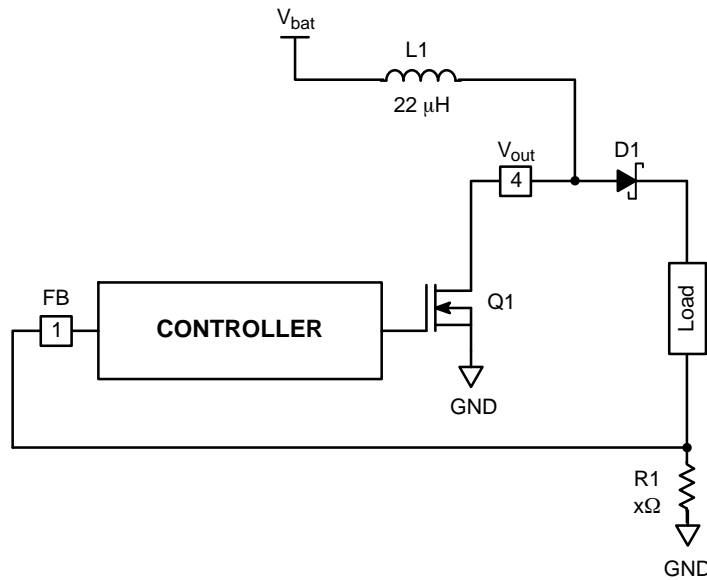 Vbat
L1
22 μH
Vout
4
D1
FB
1
CONTROLLER
Q1
Load
GND
R1
xΩ
GND